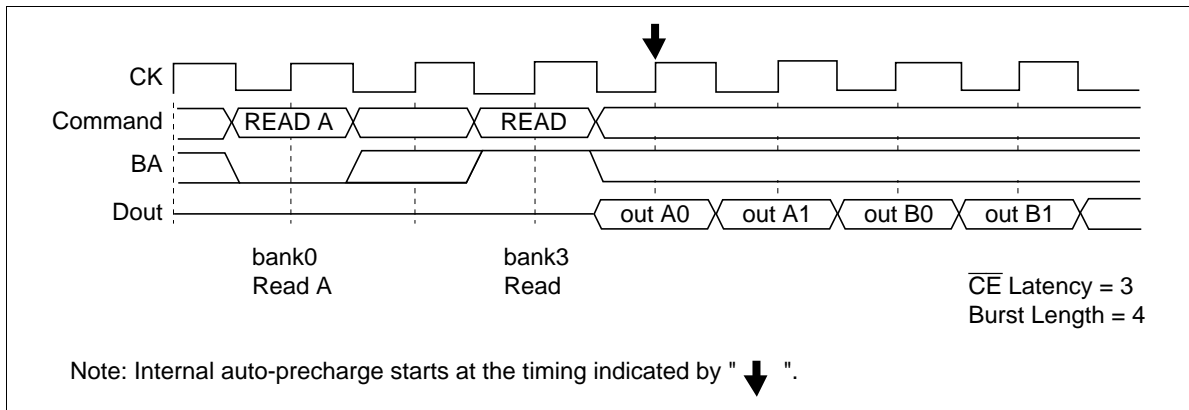 CK
Command READ A READ
BA
Dout out A0 out A1 out B0 out B1
bank0 bank3
Read A Read
CE Latency = 3
Burst Length = 4
Note: Internal auto-precharge starts at the timing indicated by " ".